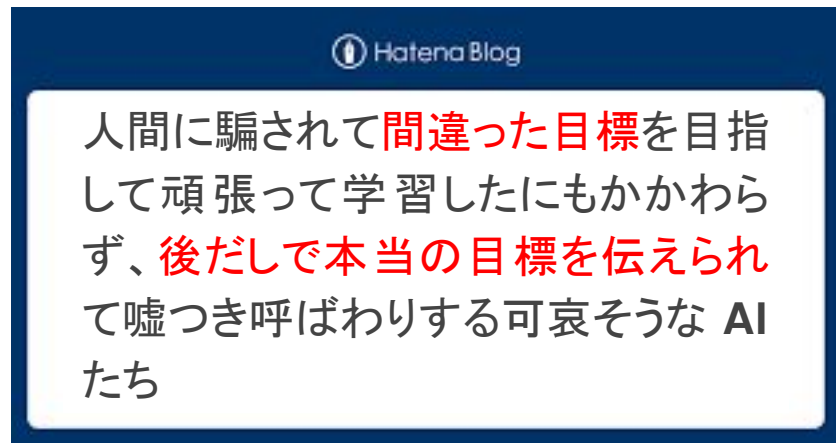 Hatena Blog
人間に騙されて間違った目標を目指
して頑張って学習したにもかかわら
ず、後だしで本当の目標を伝えられ
て嘘つき呼ばわりする可哀そうな AI
たち